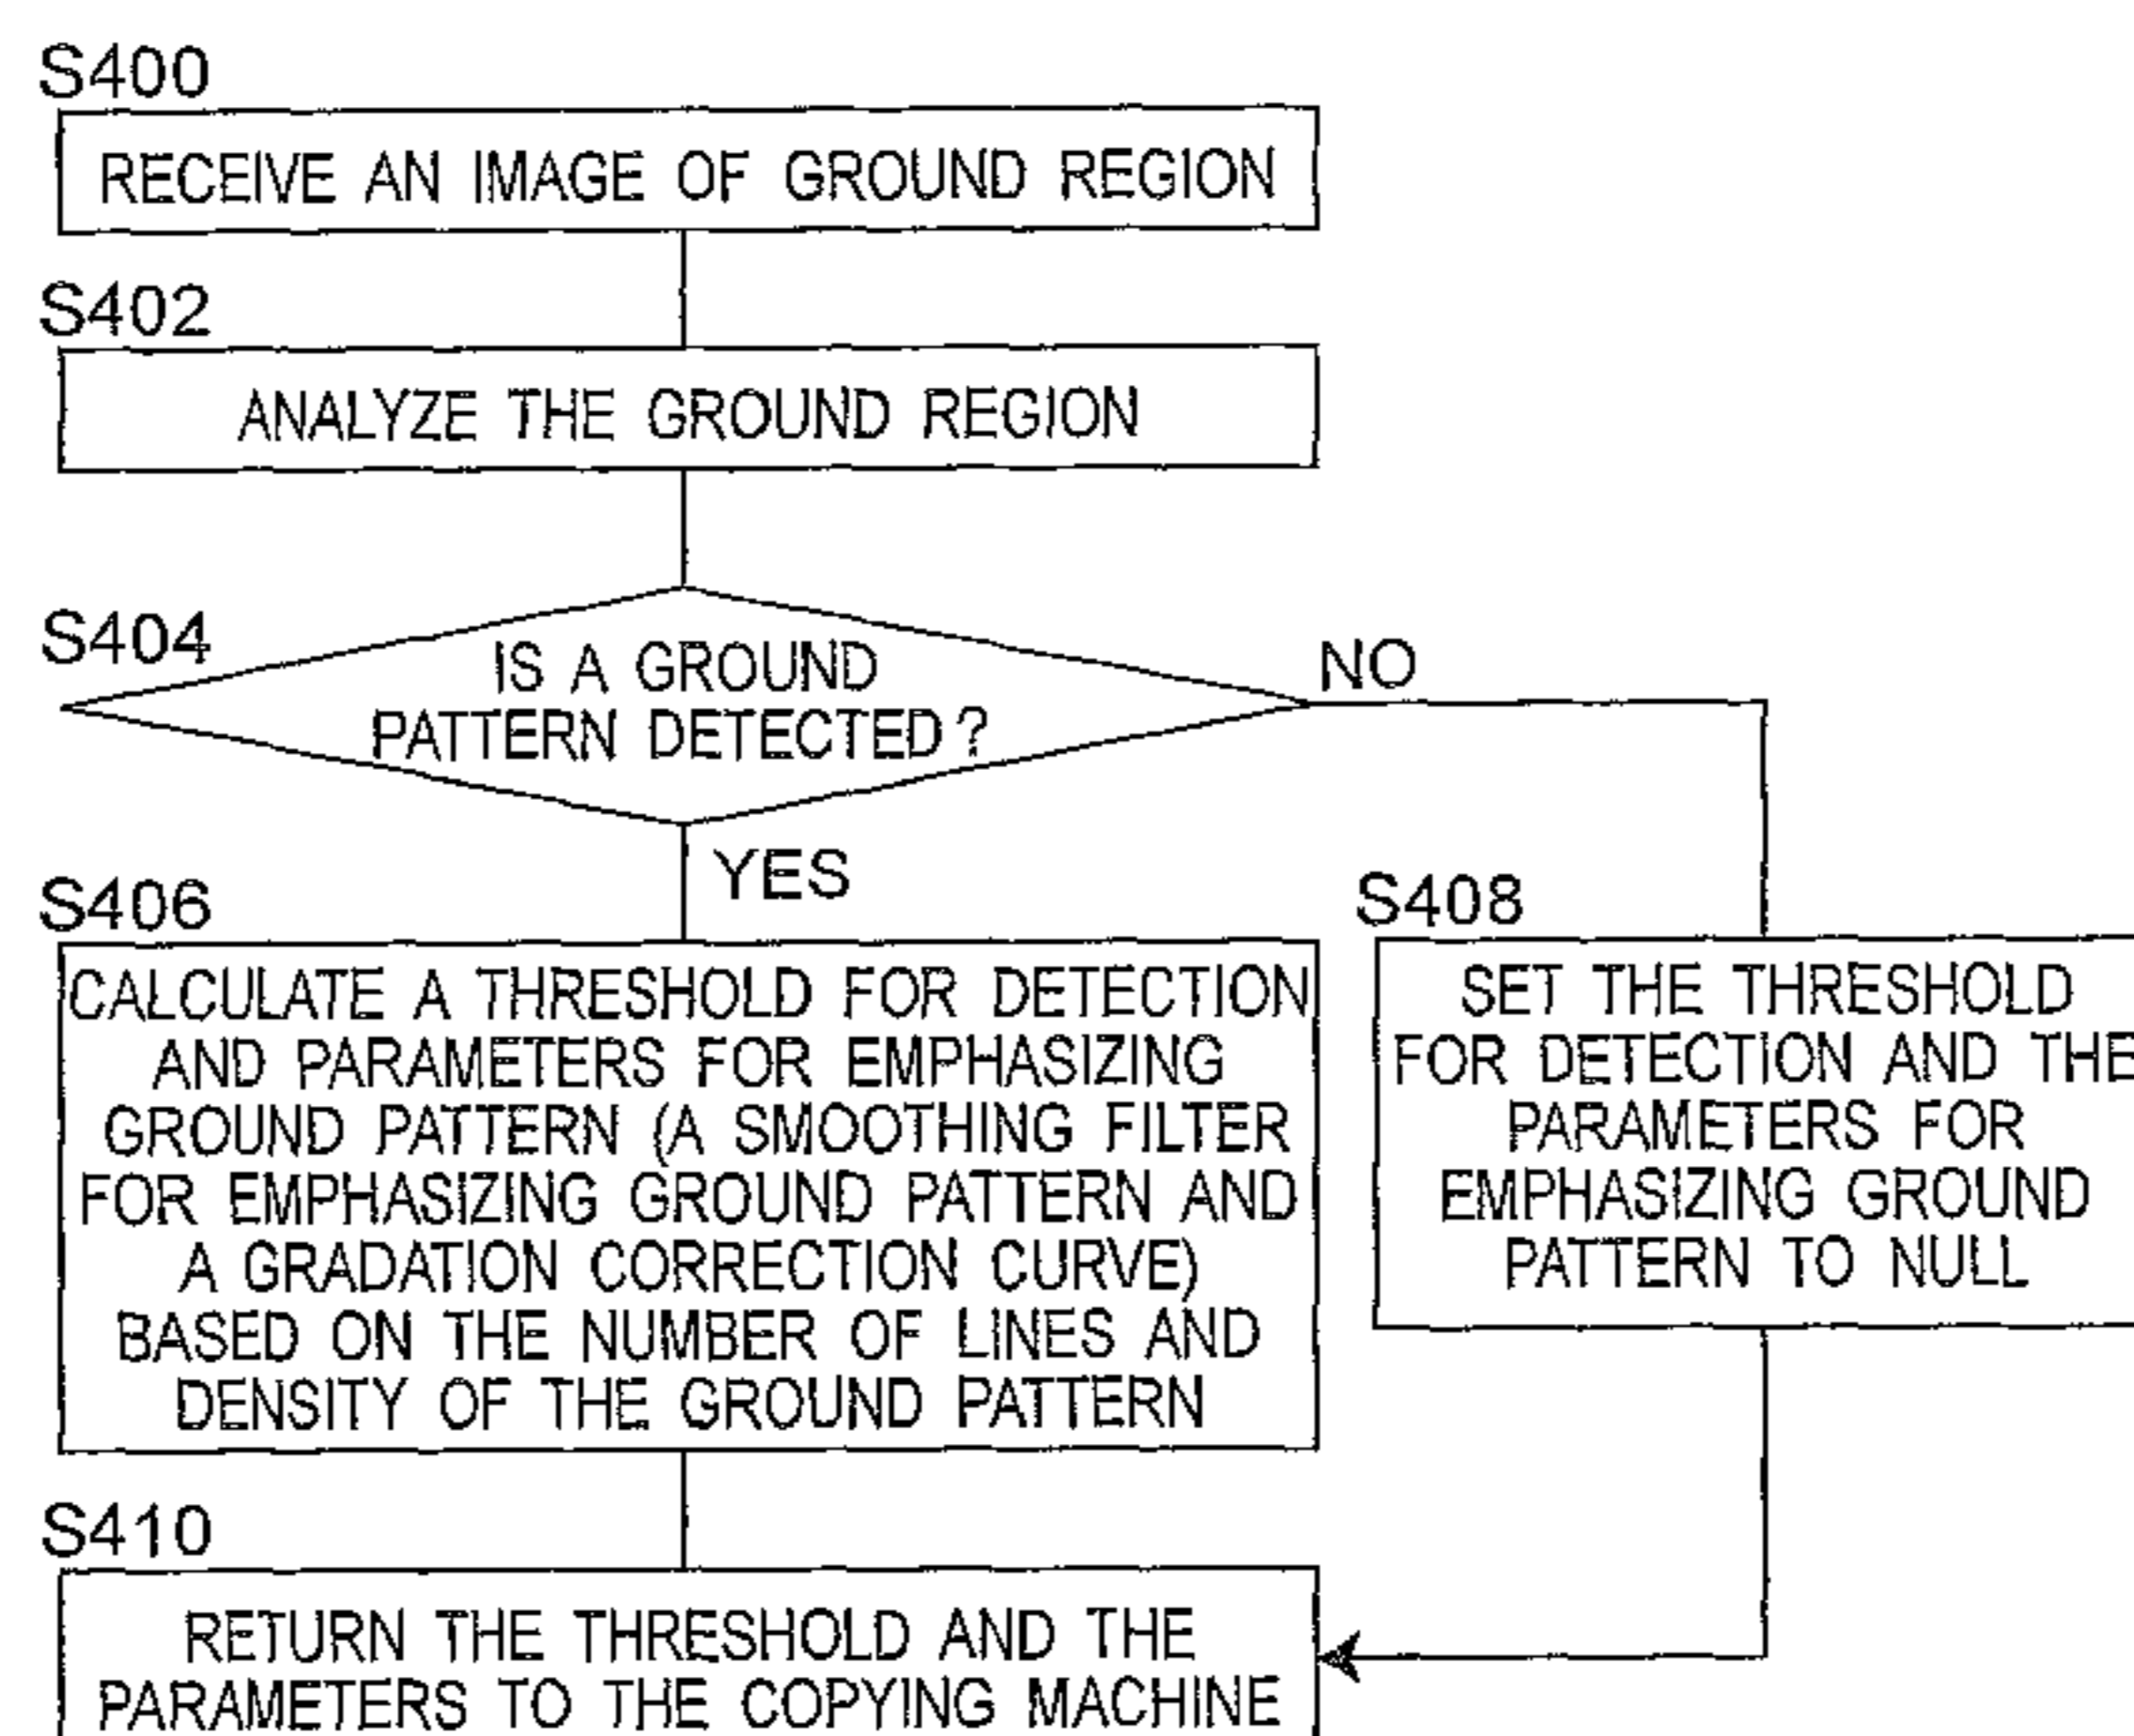 S400
RECEIVE AN IMAGE OF GROUND REGION
S402
ANALYZE THE GROUND REGION
S404
IS A GROUND
PATTERN DETECTED?
NO
YES
S406
CALCULATE A THRESHOLD FOR DETECTION
AND PARAMETERS FOR EMPHASIZING
GROUND PATTERN (A SMOOTHING FILTER
FOR EMPHASIZING GROUND PATTERN AND
A GRADATION CORRECTION CURVE)
BASED ON THE NUMBER OF LINES AND
DENSITY OF THE GROUND PATTERN
S408
SET THE THRESHOLD
FOR DETECTION AND THE
PARAMETERS FOR
EMPHASIZING GROUND
PATTERN TO NULL
S410
RETURN THE THRESHOLD AND THE
PARAMETERS TO THE COPYING MACHINE